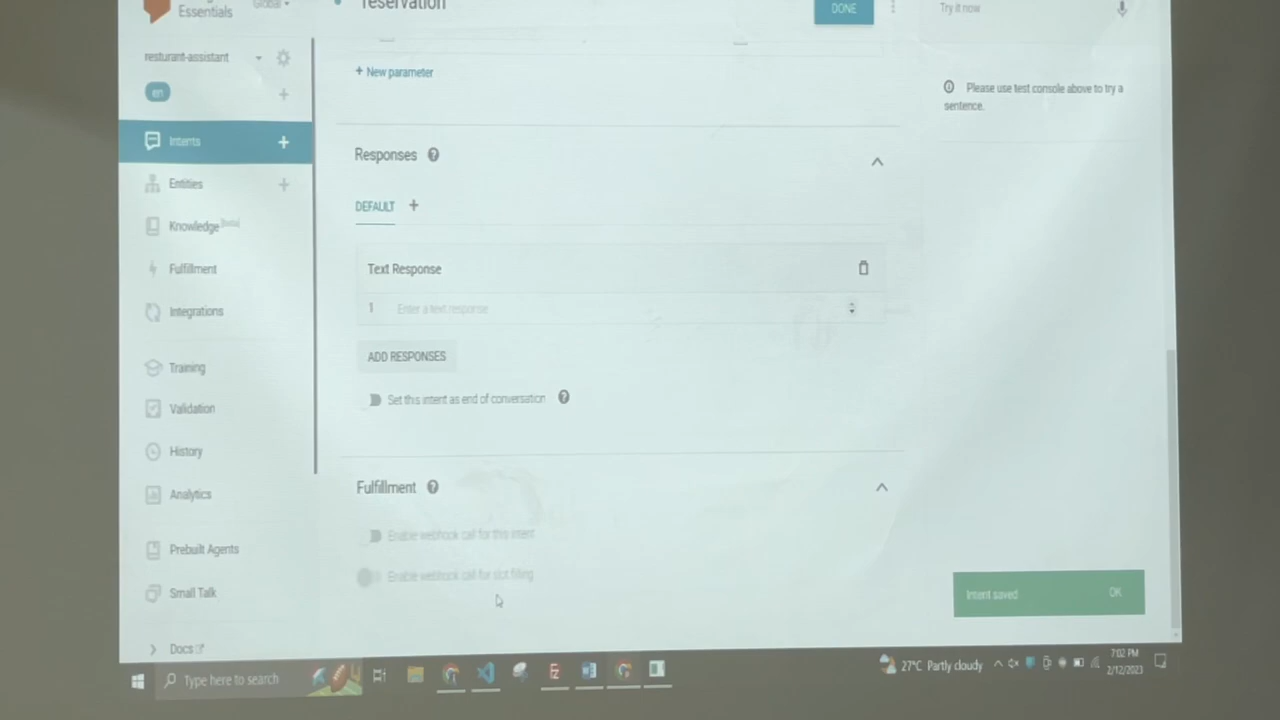 Essentials
Global
reservation
DONE
Try it now
resturant-assistant
en
+ New parameter
Please use test console above to try a
sentence.
Intents
Responses
Entities
DEFAULT
Knowledge [beta]
Fulfillment
Text Response
1 Enter a text response
Integrations
ADD RESPONSES
Training
Set this intent as end of conversation
Validation
History
Fulfillment
Analytics
Enable webhook call for this intent
Prebuilt Agents
Enable webhook call for slot filling
Small Talk
Intent saved OK
Docs
Type here to search
27°C Partly cloudy
7:02 PM
2/12/2023